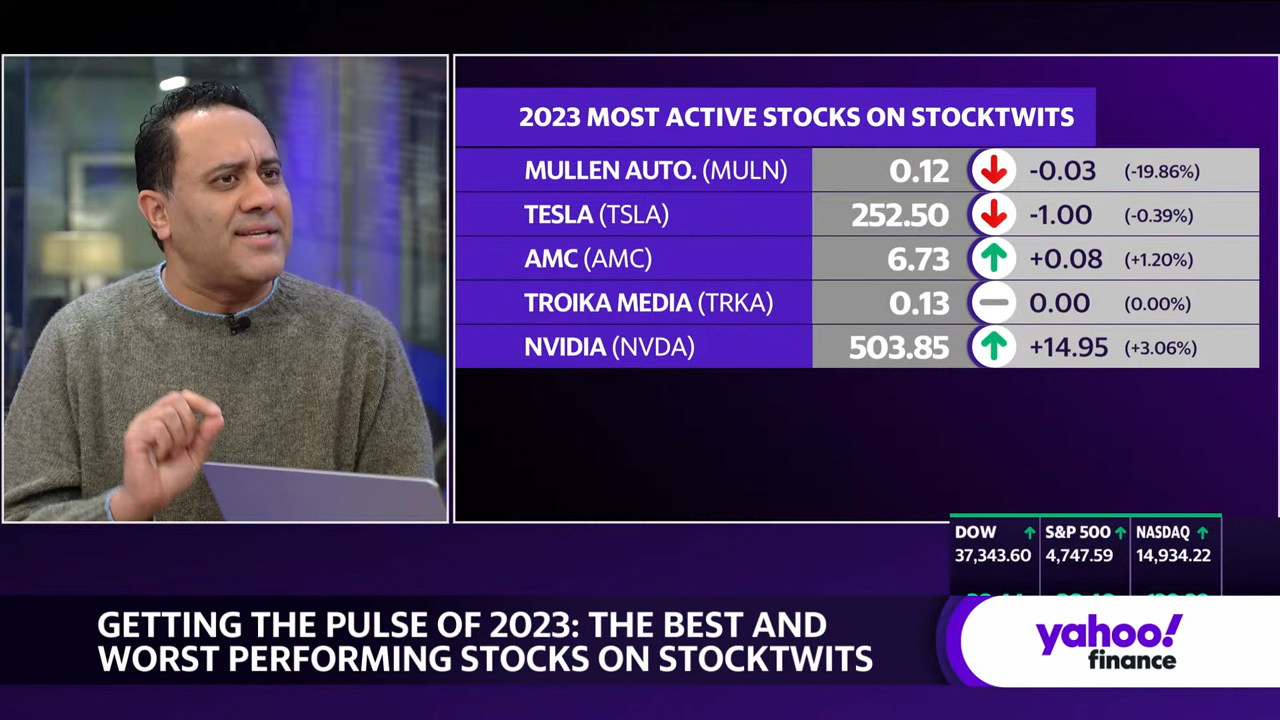 2023 MOST ACTIVE STOCKS ON STOCKTWITS
MULLEN AUTO. (MULN) 0.12 -0.03 (-19.86%)
TESLA (TSLA) 252.50 -1.00 (-0.39%)
AMC (AMC) 6.73 +0.08 (+1.20%)
TROIKA MEDIA (TRKA) 0.13 0.00 (0.00%)
NVIDIA (NVDA) 503.85 +14.95 (+3.06%)
DOW S&P 500 NASDAQ
37,343.60 4,747.59 14,934.22
GETTING THE PULSE OF 2023: THE BEST AND
WORST PERFORMING STOCKS ON STOCKTWITS
yahoo!
finance